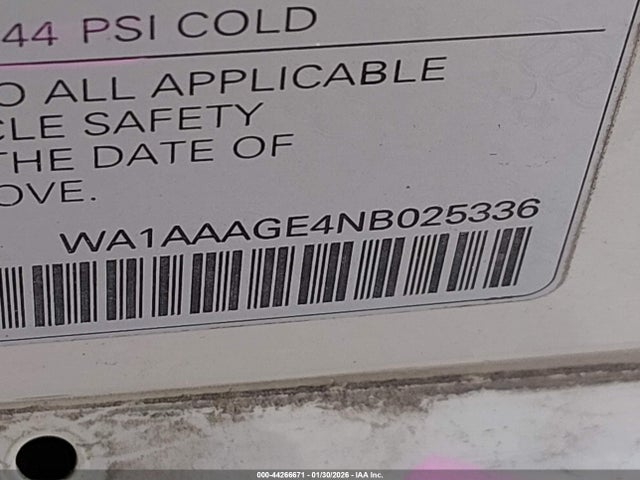 44 PSI COLD
O ALL APPLICABLE
CLE SAFETY
THE DATE OF
OVE.
WA1AAAGE4NB025336
000-44266671 - 01/30/2026 - IAA Inc.